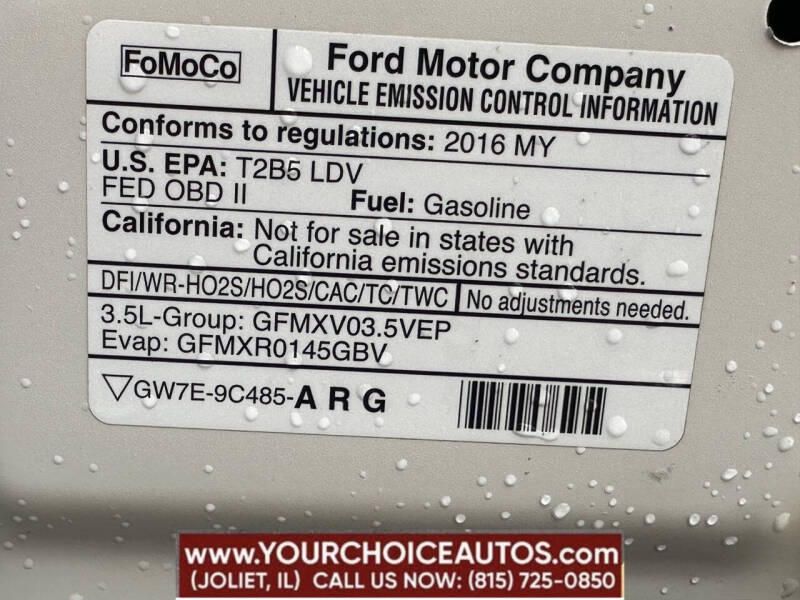 FoMoCo
Ford Motor Company
VEHICLE EMISSION CONTROL INFORMATION
Conforms to regulations: 2016 MY
U.S. EPA: T2B5 LDV
FED OBD II Fuel: Gasoline
California: Not for sale in states with
California emissions standards.
DFI/WR-HO2S/HO2S/CAC/TC/TWC No adjustments needed.
3.5L-Group: GFMXV03.5VEP
Evap: GFMXR0145GBV
▽GW7E-9C485-A R G
www.YOURCHOICEAUTOS.com
(JOLIET, IL) CALL US NOW: (815) 725-0850